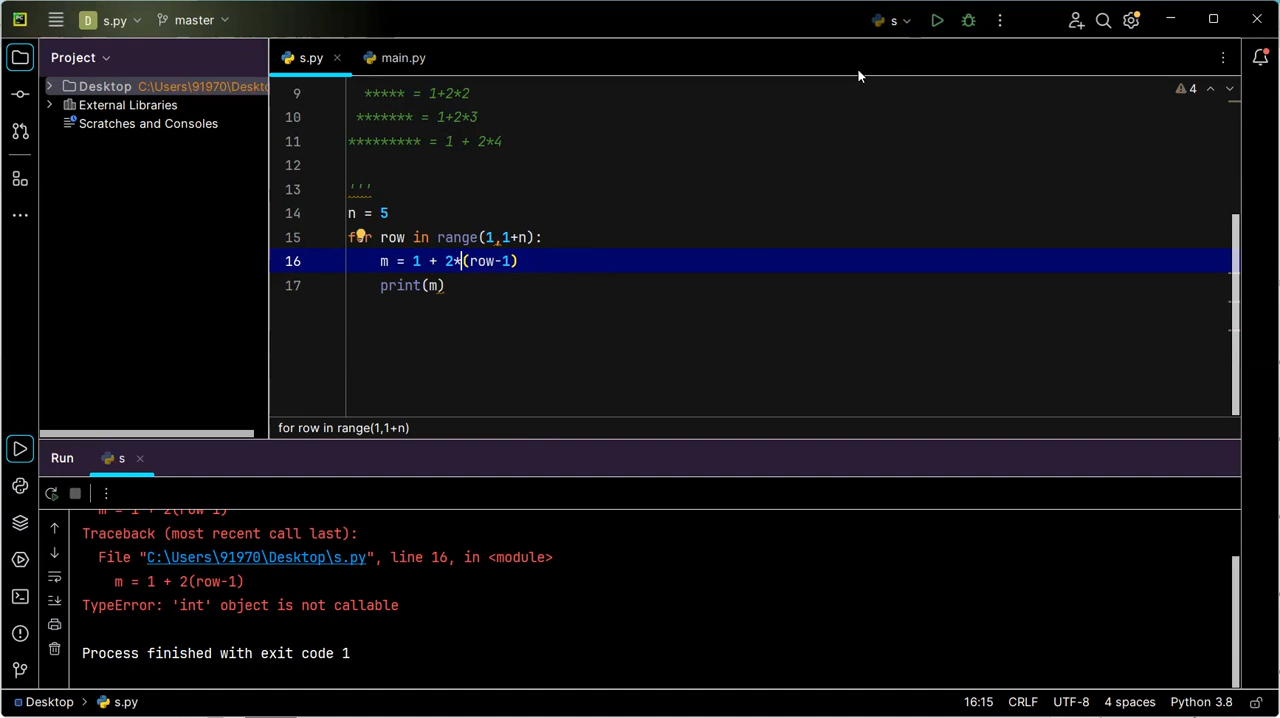 s.py
master
s
Project
s.py
main.py
Desktop C:\Users\91970\Deskto
External Libraries
Scratches and Consoles
4
9 ***** = 1+2*2
10 ******* = 1+2*3
11 ********* = 1 + 2*4
12
13 '''
14 n = 5
15 for row in range(1,1+n):
16 m = 1 + 2*(row-1)
17 print(m)
for row in range(1,1+n)
Run
s
m = 1 + 2(row-1)
Traceback (most recent call last):
File "C:\Users\91970\Desktop\s.py", line 16, in <module>
m = 1 + 2(row-1)
TypeError: 'int' object is not callable
Process finished with exit code 1
Desktop
s.py
16:15
CRLF
UTF-8
4 spaces
Python 3.8